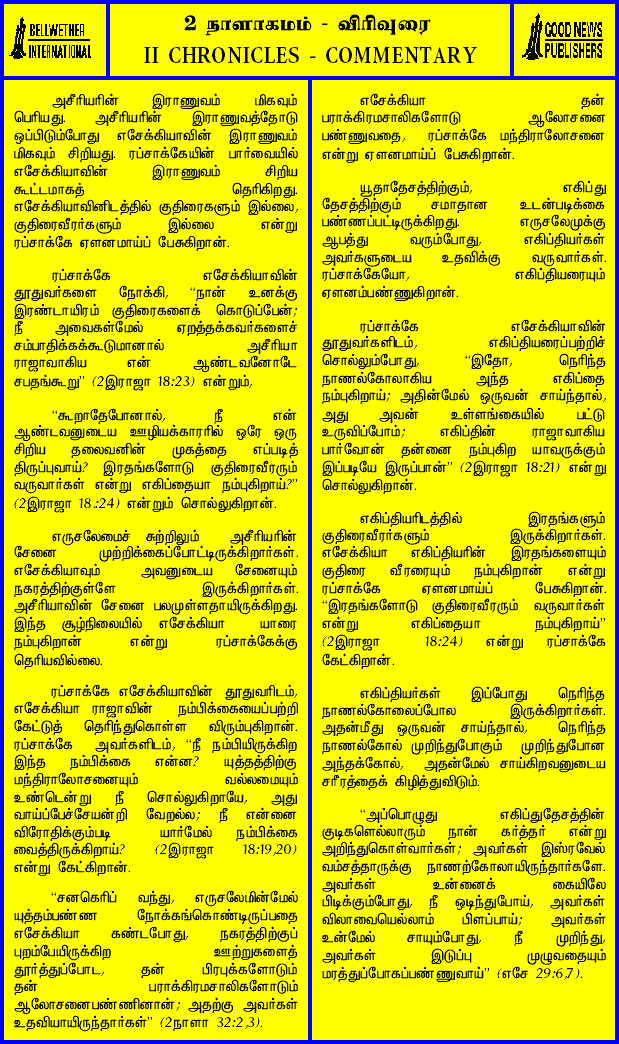 BELLWETHER
INTERNATIONAL
2 நாளாகமம் - விரிவுரை
II CHRONICLES - COMMENTARY
GOOD NEWS
PUBLISHERS
அசீரியரின் இராணுவம் மிகவும்
பெரியது. அசீரியரின் இராணுவத்தோடு
ஒப்பிடும்போது எசேக்கியாவின் இராணுவம்
மிகவும் சிறியது. ரப்சாக்கேயின் பார்வையில்
எசேக்கியாவின் இராணுவம் சிறிய
கூட்டமாகத் தெரிகிறது.
எசேக்கியாவினிடத்தில் குதிரைகளும் இல்லை,
குதிரைவீரர்களும் இல்லை என்று
ரப்சாக்கே ஏளனமாய்ப் பேசுகிறான்.
ரப்சாக்கே எசேக்கியாவின்
தூதுவர்களை நோக்கி, "நான் உனக்கு
இரண்டாயிரம் குதிரைகளைக் கொடுப்பேன்;
நீ அவைகள்மேல் ஏறத்தக்கவர்களைச்
சம்பாதிக்கக்கூடுமானால் அசீரியா
ராஜாவாகிய என் ஆண்டவனோடே
சபதங்கூறு" (2இராஜா 18:23) என்றும்,
"கூறாதேபோனால், நீ என்
ஆண்டவனுடைய ஊழியக்காரரில் ஒரே ஒரு
சிறிய தலைவனின் முகத்தை எப்படித்
திருப்புவாய்? இரதங்களோடு குதிரைவீரரும்
வருவார்கள் என்று எகிப்தையா நம்புகிறாய்?"
(2இராஜா 18.:24) என்றும் சொல்லுகிறான்.
எருசலேமைச் சுற்றிலும் அசீரியரின்
சேனை முற்றிக்கைப்போட்டிருக்கிறார்கள்.
எசேக்கியாவும் அவனுடைய சேனையும்
நகரத்திற்குள்ளே இருக்கிறார்கள்.
அசீரியாவின் சேனை பலமுள்ளதாயிருக்கிறது.
இந்த சூழ்நிலையில் எசேக்கியா யாரை
நம்புகிறான் என்று ரப்சாக்கேக்கு
தெரியவில்லை.
ரப்சாக்கே எசேக்கியாவின் தூதுவரிடம்,
எசேக்கியா ராஜாவின் நம்பிக்கையைப்பற்றி
கேட்டுத் தெரிந்துகொள்ள விரும்புகிறான்.
ரப்சாக்கே அவர்களிடம், "நீ நம்பியிருக்கிற
இந்த நம்பிக்கை என்ன? யுத்தத்திற்கு
மந்திராலோசனையும் வல்லமையும்
உண்டென்று நீ சொல்லுகிறாயே, அது
வாய்ப்பேச்சேயன்றி வேறல்ல; நீ என்னை
விரோதிக்கும்படி யார்மேல் நம்பிக்கை
வைத்திருக்கிறாய்? (2இராஜா 18:19,20)
என்று கேட்கிறான்.
"சனகெரிப் வந்து, எருசலேமின்மேல்
யுத்தம்பண்ண நோக்கங்கொண்டிருப்பதை
எசேக்கியா கண்டபோது, நகரத்திற்குப்
புறம்பேயிருக்கிற ஊற்றுகளைத்
தூர்த்துப்போட, தன் பிரபுக்களோடும்
தன் பராக்கிரமசாலிகளோடும்
ஆலோசனைபண்ணினான்; அதற்கு அவர்கள்
உதவியாயிருந்தார்கள்" (2நாளா 32:2,3).
எசேக்கியா தன்
பராக்கிரமசாலிகளோடு ஆலோசனை
பண்ணுவதை, ரப்சாக்கே மந்திராலோசனை
என்று ஏளனமாய்ப் பேசுகிறான்.
யூதாதேசத்திற்கும், எகிப்து
தேசத்திற்கும் சமாதான உடன்படிக்கை
பண்ணப்பட்டிருக்கிறது. எருசலேமுக்கு
ஆபத்து வரும்போது, எகிப்தியர்கள்
அவர்களுடைய உதவிக்கு வருவார்கள்.
ரப்சாக்கேயோ, எகிப்தியரையும்
ஏளனம்பண்ணுகிறான்.
ரப்சாக்கே எசேக்கியாவின்
தூதுவர்களிடம், எகிப்தியரைப்பற்றிச்
சொல்லும்போது, "இதோ, நெரிந்த
நாணல்கோலாகிய அந்த எகிப்தை
நம்புகிறாய்; அதின்மேல் ஒருவன் சாய்ந்தால்,
அது அவன் உள்ளங்கையில் பட்டு
உருவிப்போம்; எகிப்தின் ராஜாவாகிய
பார்வோன் தன்னை நம்புகிற யாவருக்கும்
இப்படியே இருப்பான்" (2இராஜா 18:21) என்று
சொல்லுகிறான்.
எகிப்தியரிடத்தில் இரதங்களும்
குதிரைவீரர்களும் இருக்கிறார்கள்.
எசேக்கியா எகிப்தியரின் இரதங்களையும்
குதிரை வீரரையும் நம்புகிறான் என்று
ரப்சாக்கே ஏளனமாய்ப் பேசுகிறான்.
"இரதங்களோடு குதிரைவீரரும் வருவார்கள்
என்று எகிப்தையா நம்புகிறாய்"
(2இராஜா 18:24) என்று ரப்சாக்கே
கேட்கிறான்.
எகிப்தியர்கள் இப்போது நெரிந்த
நாணல்கோலைப்போல இருக்கிறார்கள்.
அதன்மீது ஒருவன் சாய்ந்தால், நெரிந்த
நாணல்கோல் முறிந்துபோகும் முறிந்துபோன
அந்தக்கோல், அதன்மேல் சாய்கிறவனுடைய
சரீரத்தைக் கிழித்துவிடும்.
"அப்பொழுது எகிப்துதேசத்தின்
குடிகளெல்லாரும் நான் கர்த்தர் என்று
அறிந்துகொள்வார்கள்; அவர்கள் இஸ்ரவேல்
வம்சத்தாருக்கு நாணற்கோலாயிருந்தார்களே.
அவர்கள் உன்னைக் கையிலே
பிடிக்கும்போது, நீ ஒடிந்துபோய், அவர்கள்
விலாவையெல்லாம் பிளப்பாய்; அவர்கள்
உன்மேல் சாயும்போது, நீ முறிந்து,
அவர்கள் இடுப்பு முழுவதையும்
மரத்துப்போகப்பண்ணுவாய்" (எசே 29:6,7).